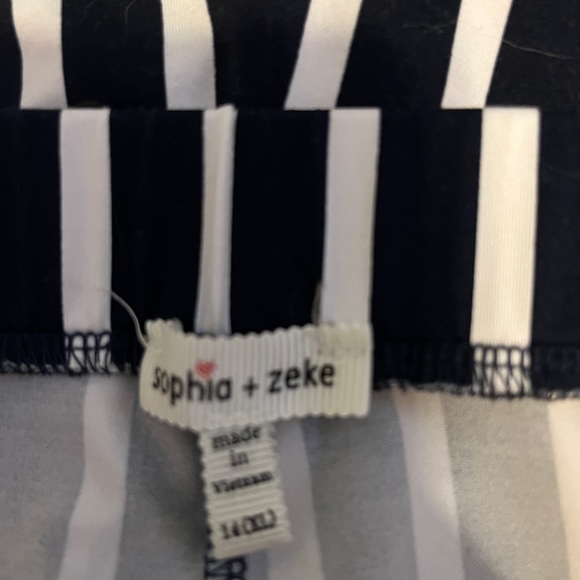 sophia + zeke
made
in
Vietnam
14(XL)